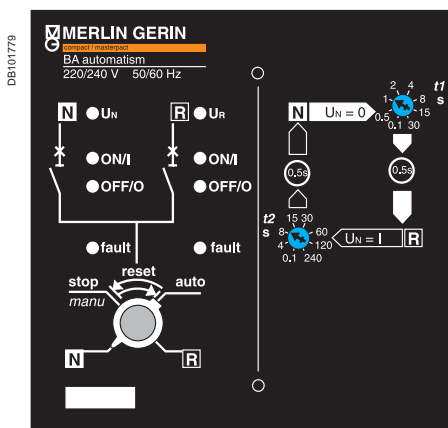 DB101779
MERLIN GERIN
compact / masterpact
BA automatism
220/240 V 50/60 Hz
N UN R UR
ON/I ON/I
OFF/O OFF/O
fault fault
reset
stop auto
manu
N R
t1
s
0.1 0.5 1 2 4 8 15 30
N UN = 0
0.5s 0.5s
t2
s
0.1 4 8 15 30 60 120 240
UN = I R